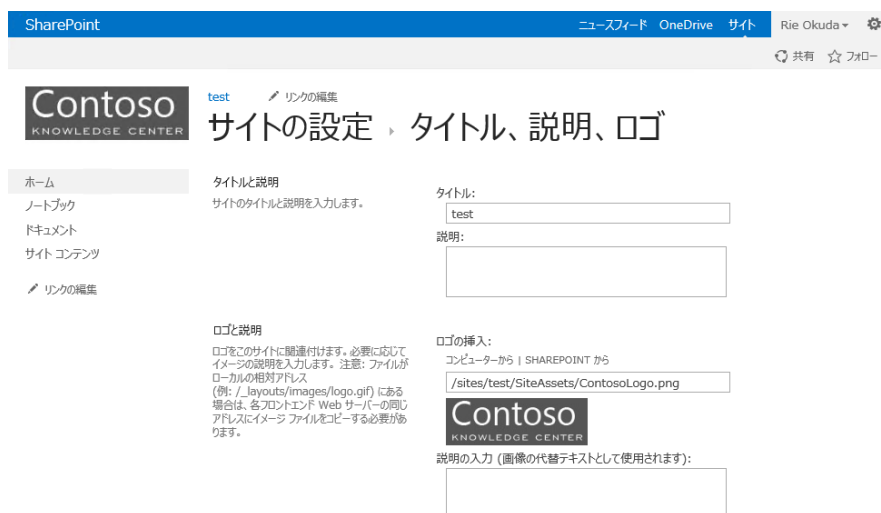 SharePoint
ニュースフィード OneDrive サイト Rie Okuda
共有 フォロー
Contoso
KNOWLEDGE CENTER
test リンクの編集
サイトの設定 › タイトル、説明、ロゴ
ホーム
ノートブック
ドキュメント
サイト コンテンツ
リンクの編集
タイトルと説明
サイトのタイトルと説明を入力します。
タイトル:
test
説明:
ロゴと説明
ロゴをこのサイトに関連付けます。必要に応じて
イメージの説明を入力します。注意: ファイルが
ローカルの相対アドレス
(例: /_layouts/images/logo.gif) にある
場合は、各フロントエンド Web サーバーの同じ
アドレスにイメージ ファイルをコピーする必要があ
ります。
ロゴの挿入:
コンピューターから | SHAREPOINT から
/sites/test/SiteAssets/ContosoLogo.png
Contoso
KNOWLEDGE CENTER
説明の入力 (画像の代替テキストとして使用されます):